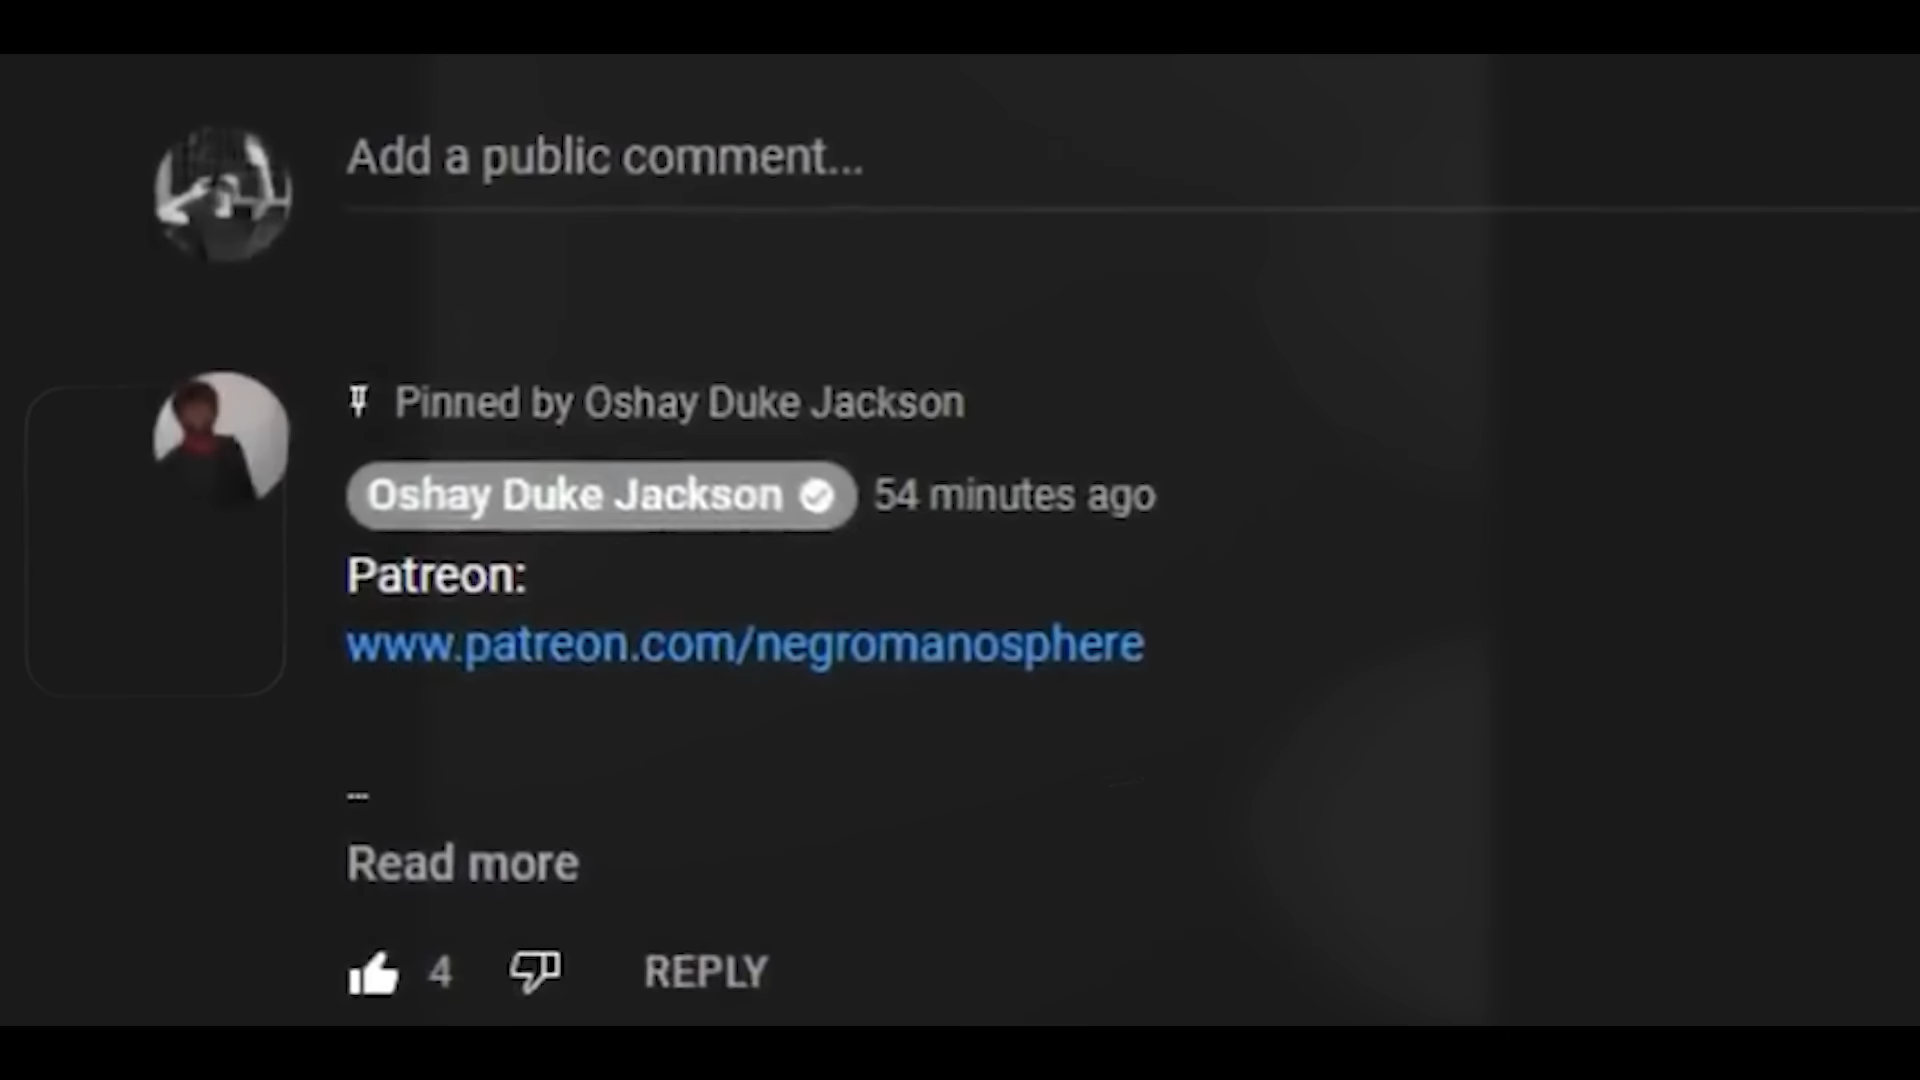 Add a public comment...
Pinned by Oshay Duke Jackson
Oshay Duke Jackson 54 minutes ago
Patreon:
www.patreon.com/negromanosphere
--
Read more
4 REPLY